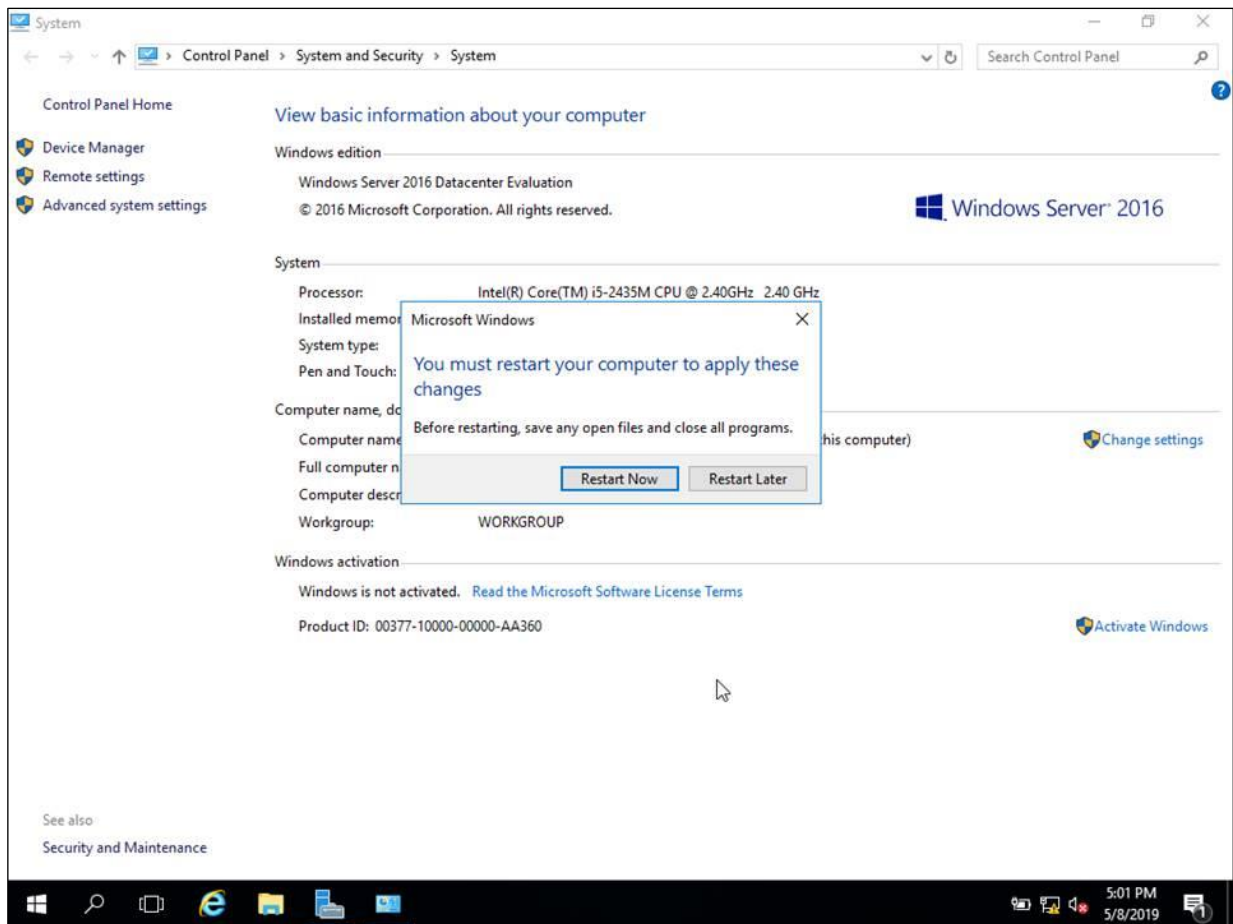 System
Control Panel › System and Security › System
Search Control Panel
Control Panel Home
Device Manager
Remote settings
Advanced system settings
View basic information about your computer
Windows edition
Windows Server 2016 Datacenter Evaluation
© 2016 Microsoft Corporation. All rights reserved.
Windows Server 2016
System
Processor: Intel(R) Core(TM) i5-2435M CPU @ 2.40GHz 2.40 GHz
Installed memor
System type:
Pen and Touch:
Microsoft Windows
You must restart your computer to apply these
changes
Before restarting, save any open files and close all programs.
Restart Now Restart Later
Computer name, do
Computer name his computer) Change settings
Full computer n
Computer descr
Workgroup: WORKGROUP
Windows activation
Windows is not activated. Read the Microsoft Software License Terms
Product ID: 00377-10000-00000-AA360 Activate Windows
See also
Security and Maintenance
5:01 PM
5/8/2019
1